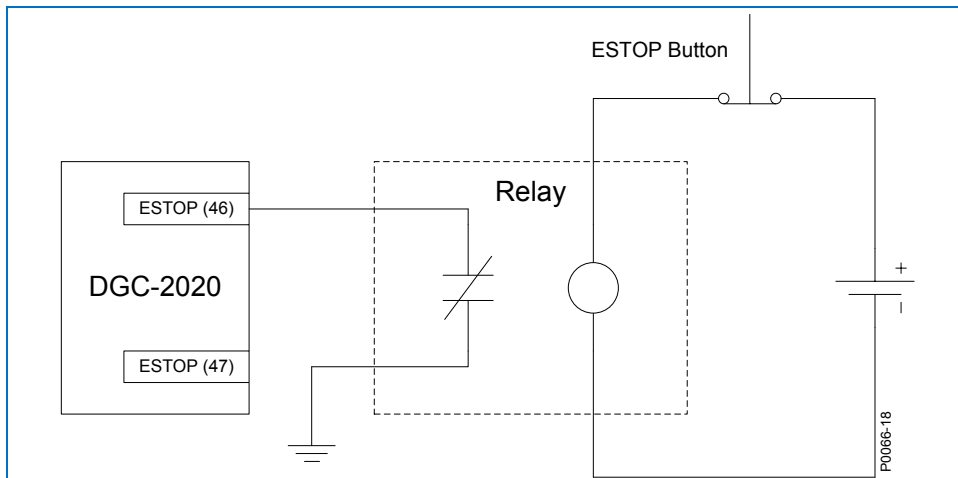 ESTOP Button
Relay
ESTOP (46)
DGC-2020
ESTOP (47)
+
–
P0066-18